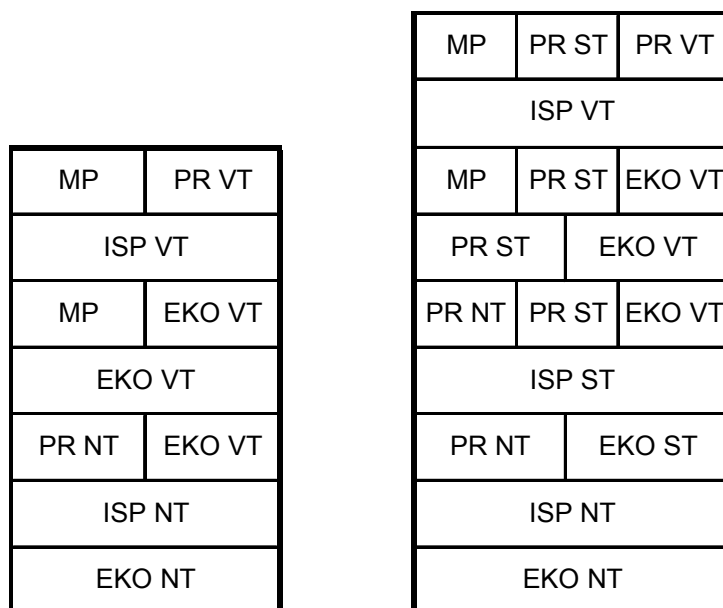 MP PR VT
ISP VT
MP EKO VT
EKO VT
PR NT EKO VT
ISP NT
EKO NT
MP PR ST PR VT
ISP VT
MP PR ST EKO VT
PR ST EKO VT
PR NT PR ST EKO VT
ISP ST
PR NT EKO ST
ISP NT
EKO NT